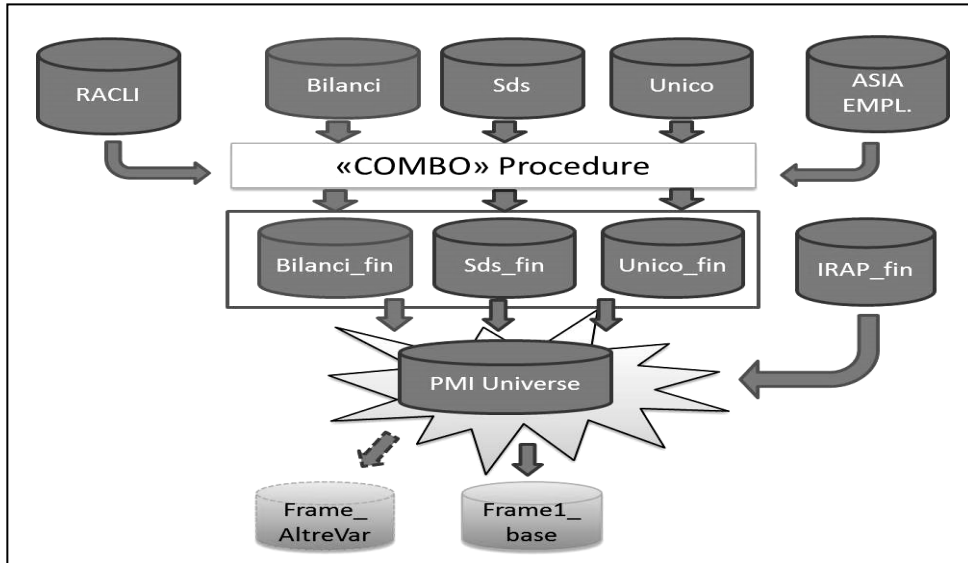 RACLI
Bilanci
Sds
Unico
ASIA
EMPL.
«COMBO» Procedure
Bilanci_fin
Sds_fin
Unico_fin
IRAP_fin
PMI Universe
Frame_
AltreVar
Frame1_
base